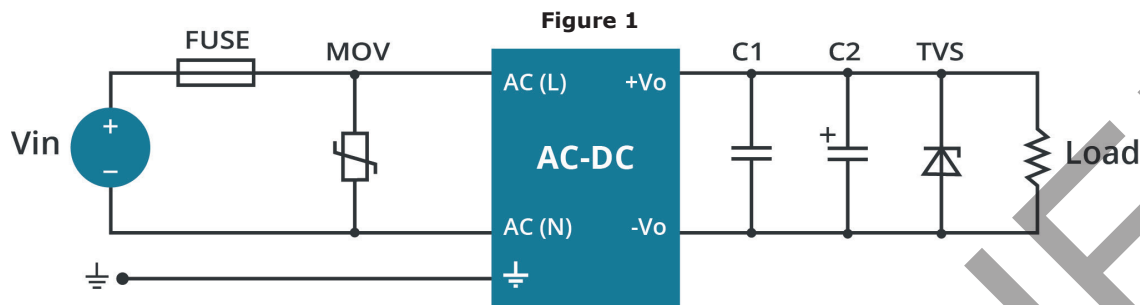 Figure 1
FUSE
MOV
C1
C2
TVS
AC (L)
+Vo
+
Vin
−
AC-DC
+
Load
AC (N)
-Vo